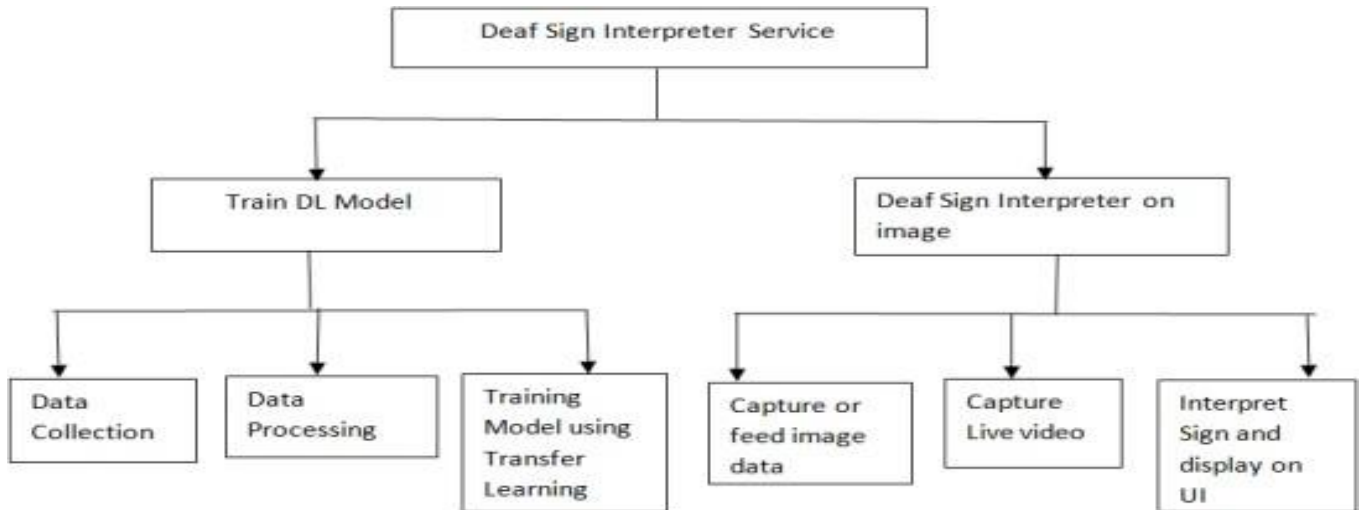 Deaf Sign Interpreter Service
Train DL Model
Deaf Sign Interpreter on
image
Data
Collection
Data
Processing
Training
Model using
Transfer
Learning
Capture or
feed image
data
Capture
Live video
Interpret
Sign and
display on
UI